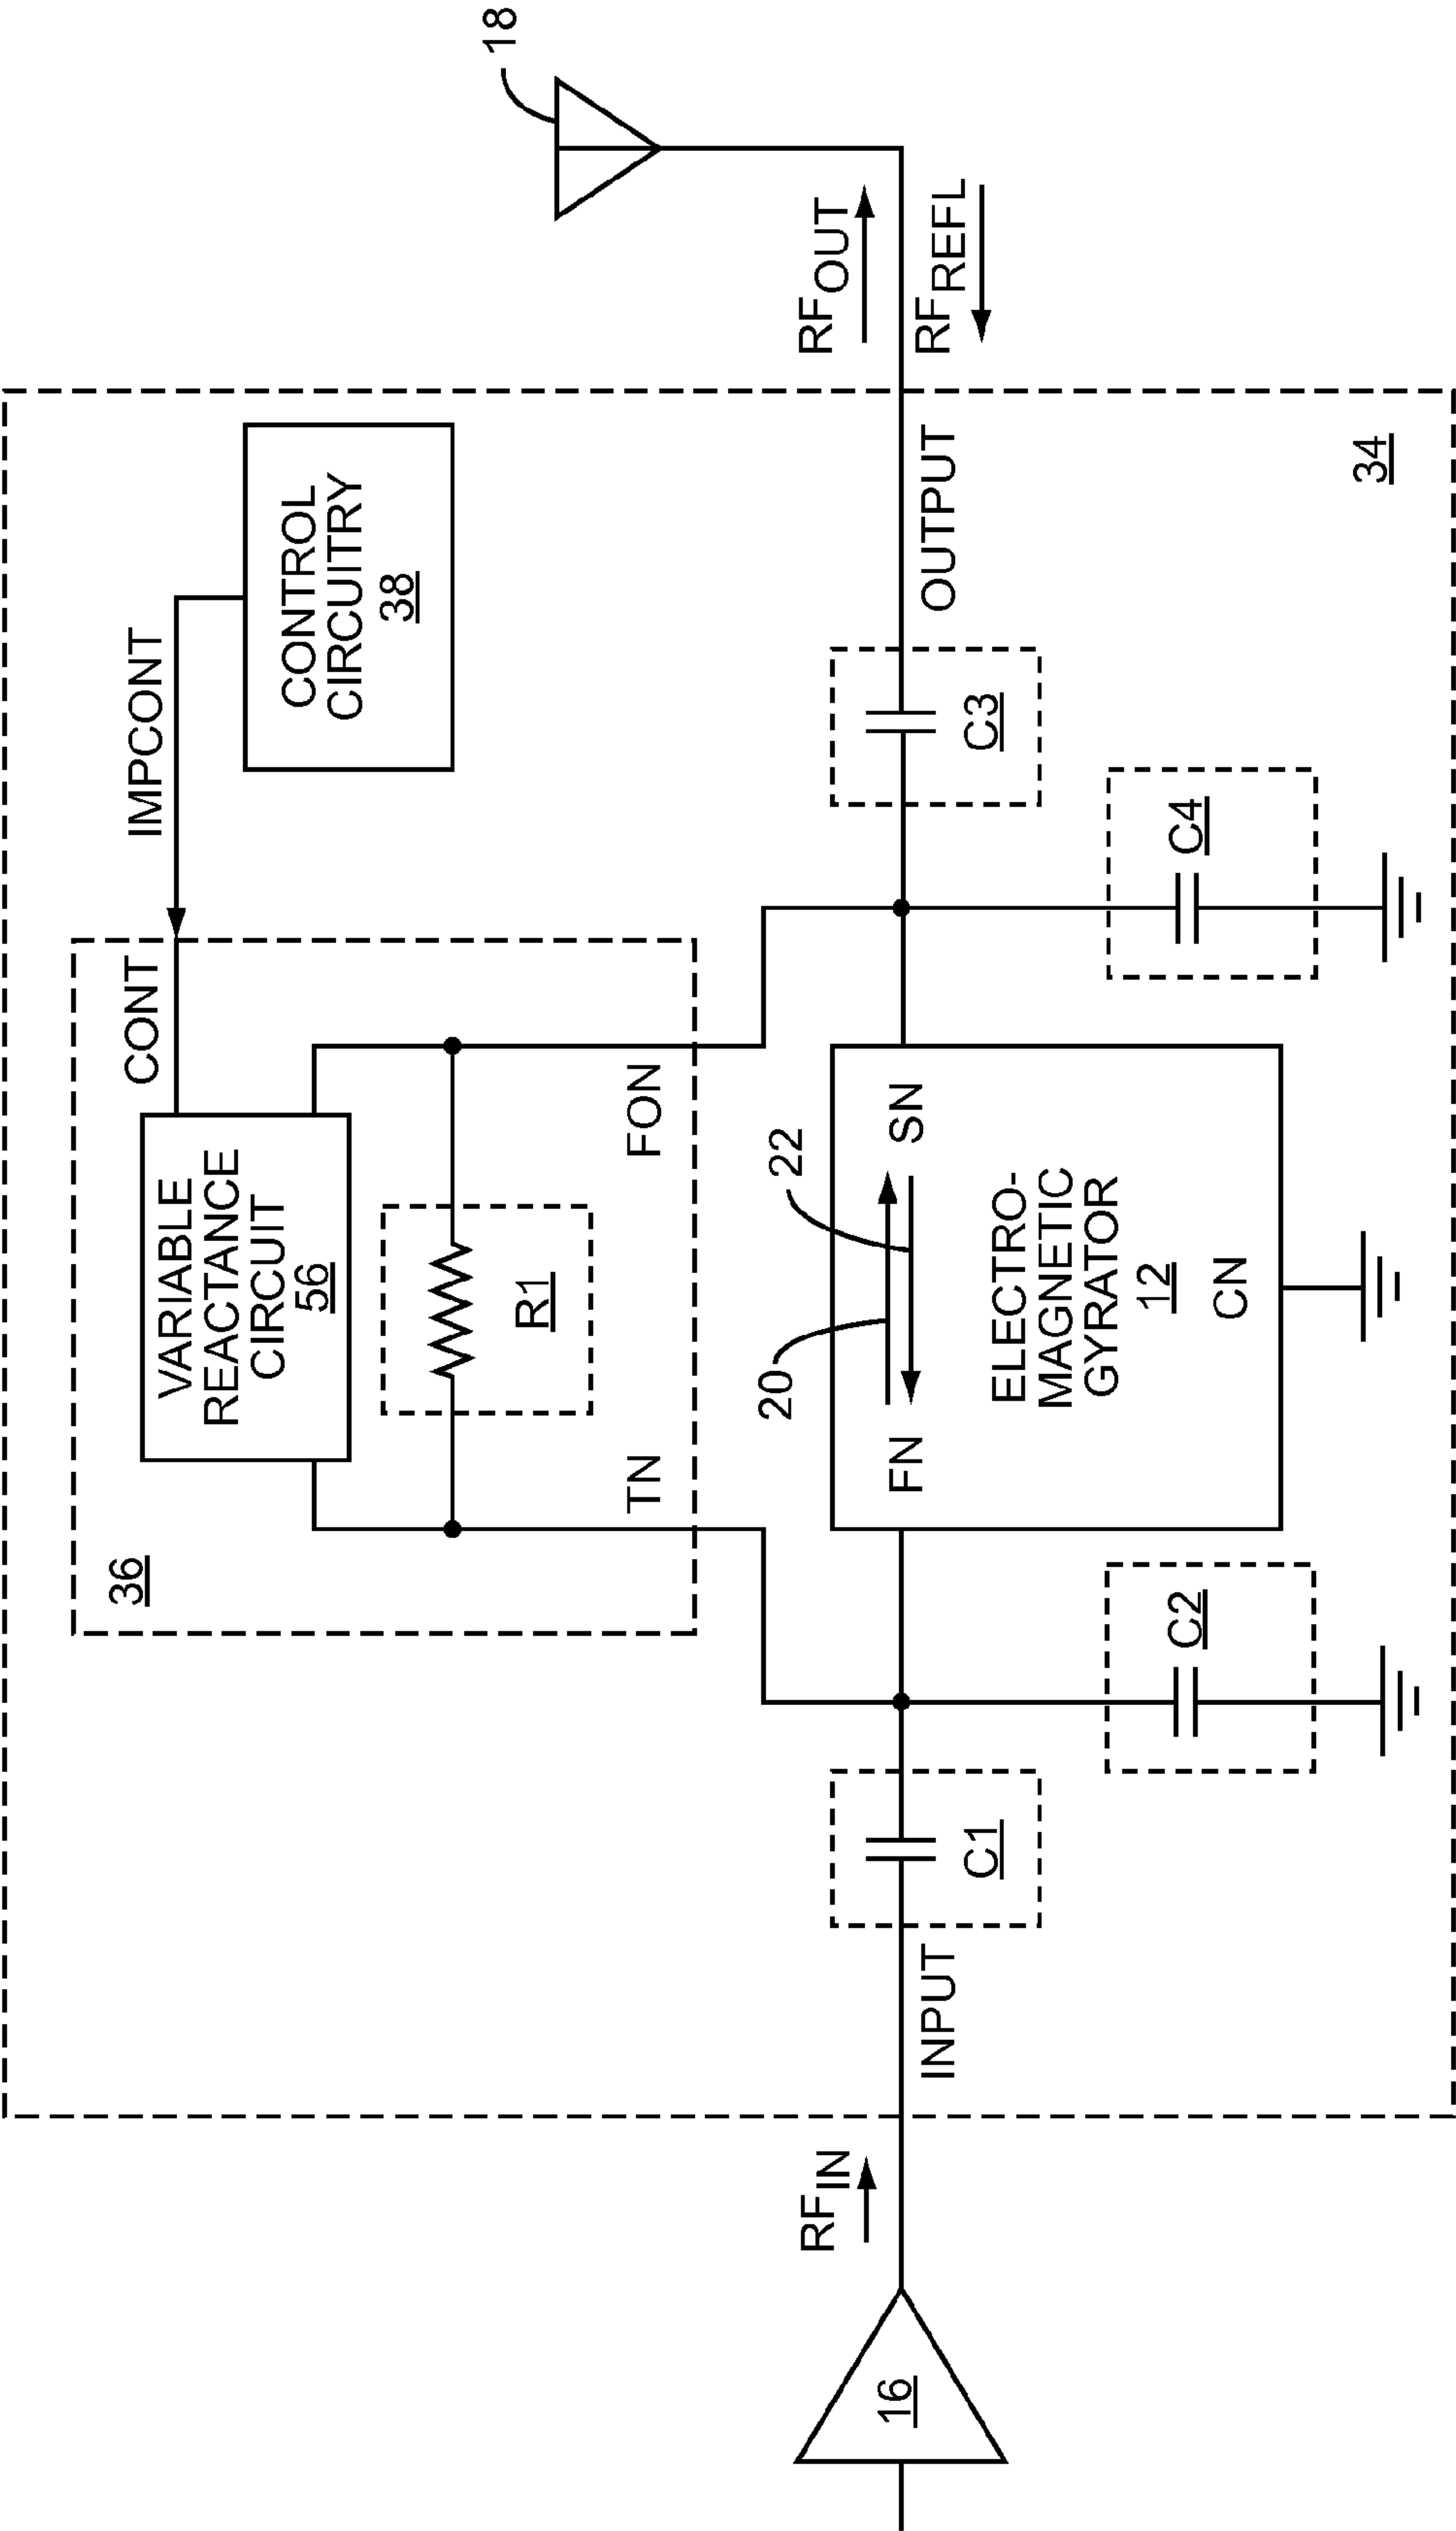 36
CONT
IMPCONT
VARIABLE
REACTANCE
CIRCUIT
56
CONTROL
CIRCUITRY
38
18
R1
TN
FON
20
22
RFIN
RFOUT
RFREFL
16
INPUT
FN
SN
OUTPUT
C1
C3
ELECTRO-
MAGNETIC
GYRATOR
12
C2
C4
CN
34